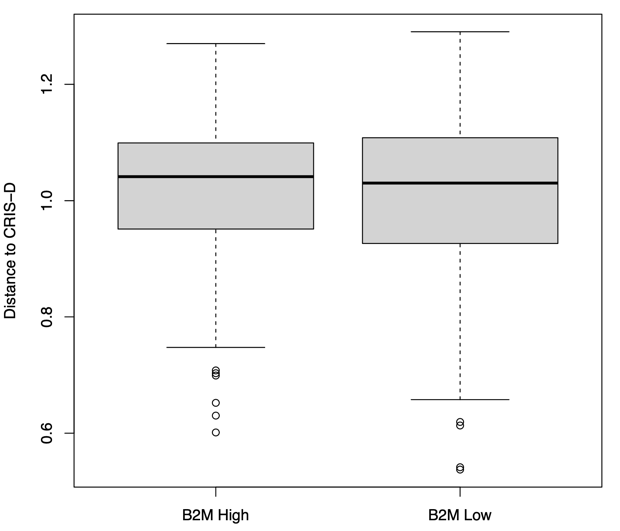 Distance to CRIS−D
1.2
1.0
0.8
0.6
B2M High
B2M Low